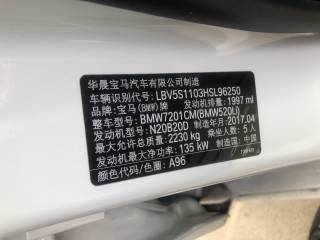 华晨宝马汽车有限公司制造
车辆识别代号: LBV5S1103HSL96250
品牌: 宝马(BMW)牌 发动机排量: 1997 ml
整车型号: BMW7201CM(BMW520Li)
发动机型号: N20B20D 制造国: 中国
最大允许总质量: 2230 kg 制造年月: 2017.04
发动机最大净功率: 135 kW 乘坐人数: 5 人
颜色代号/色号: A96